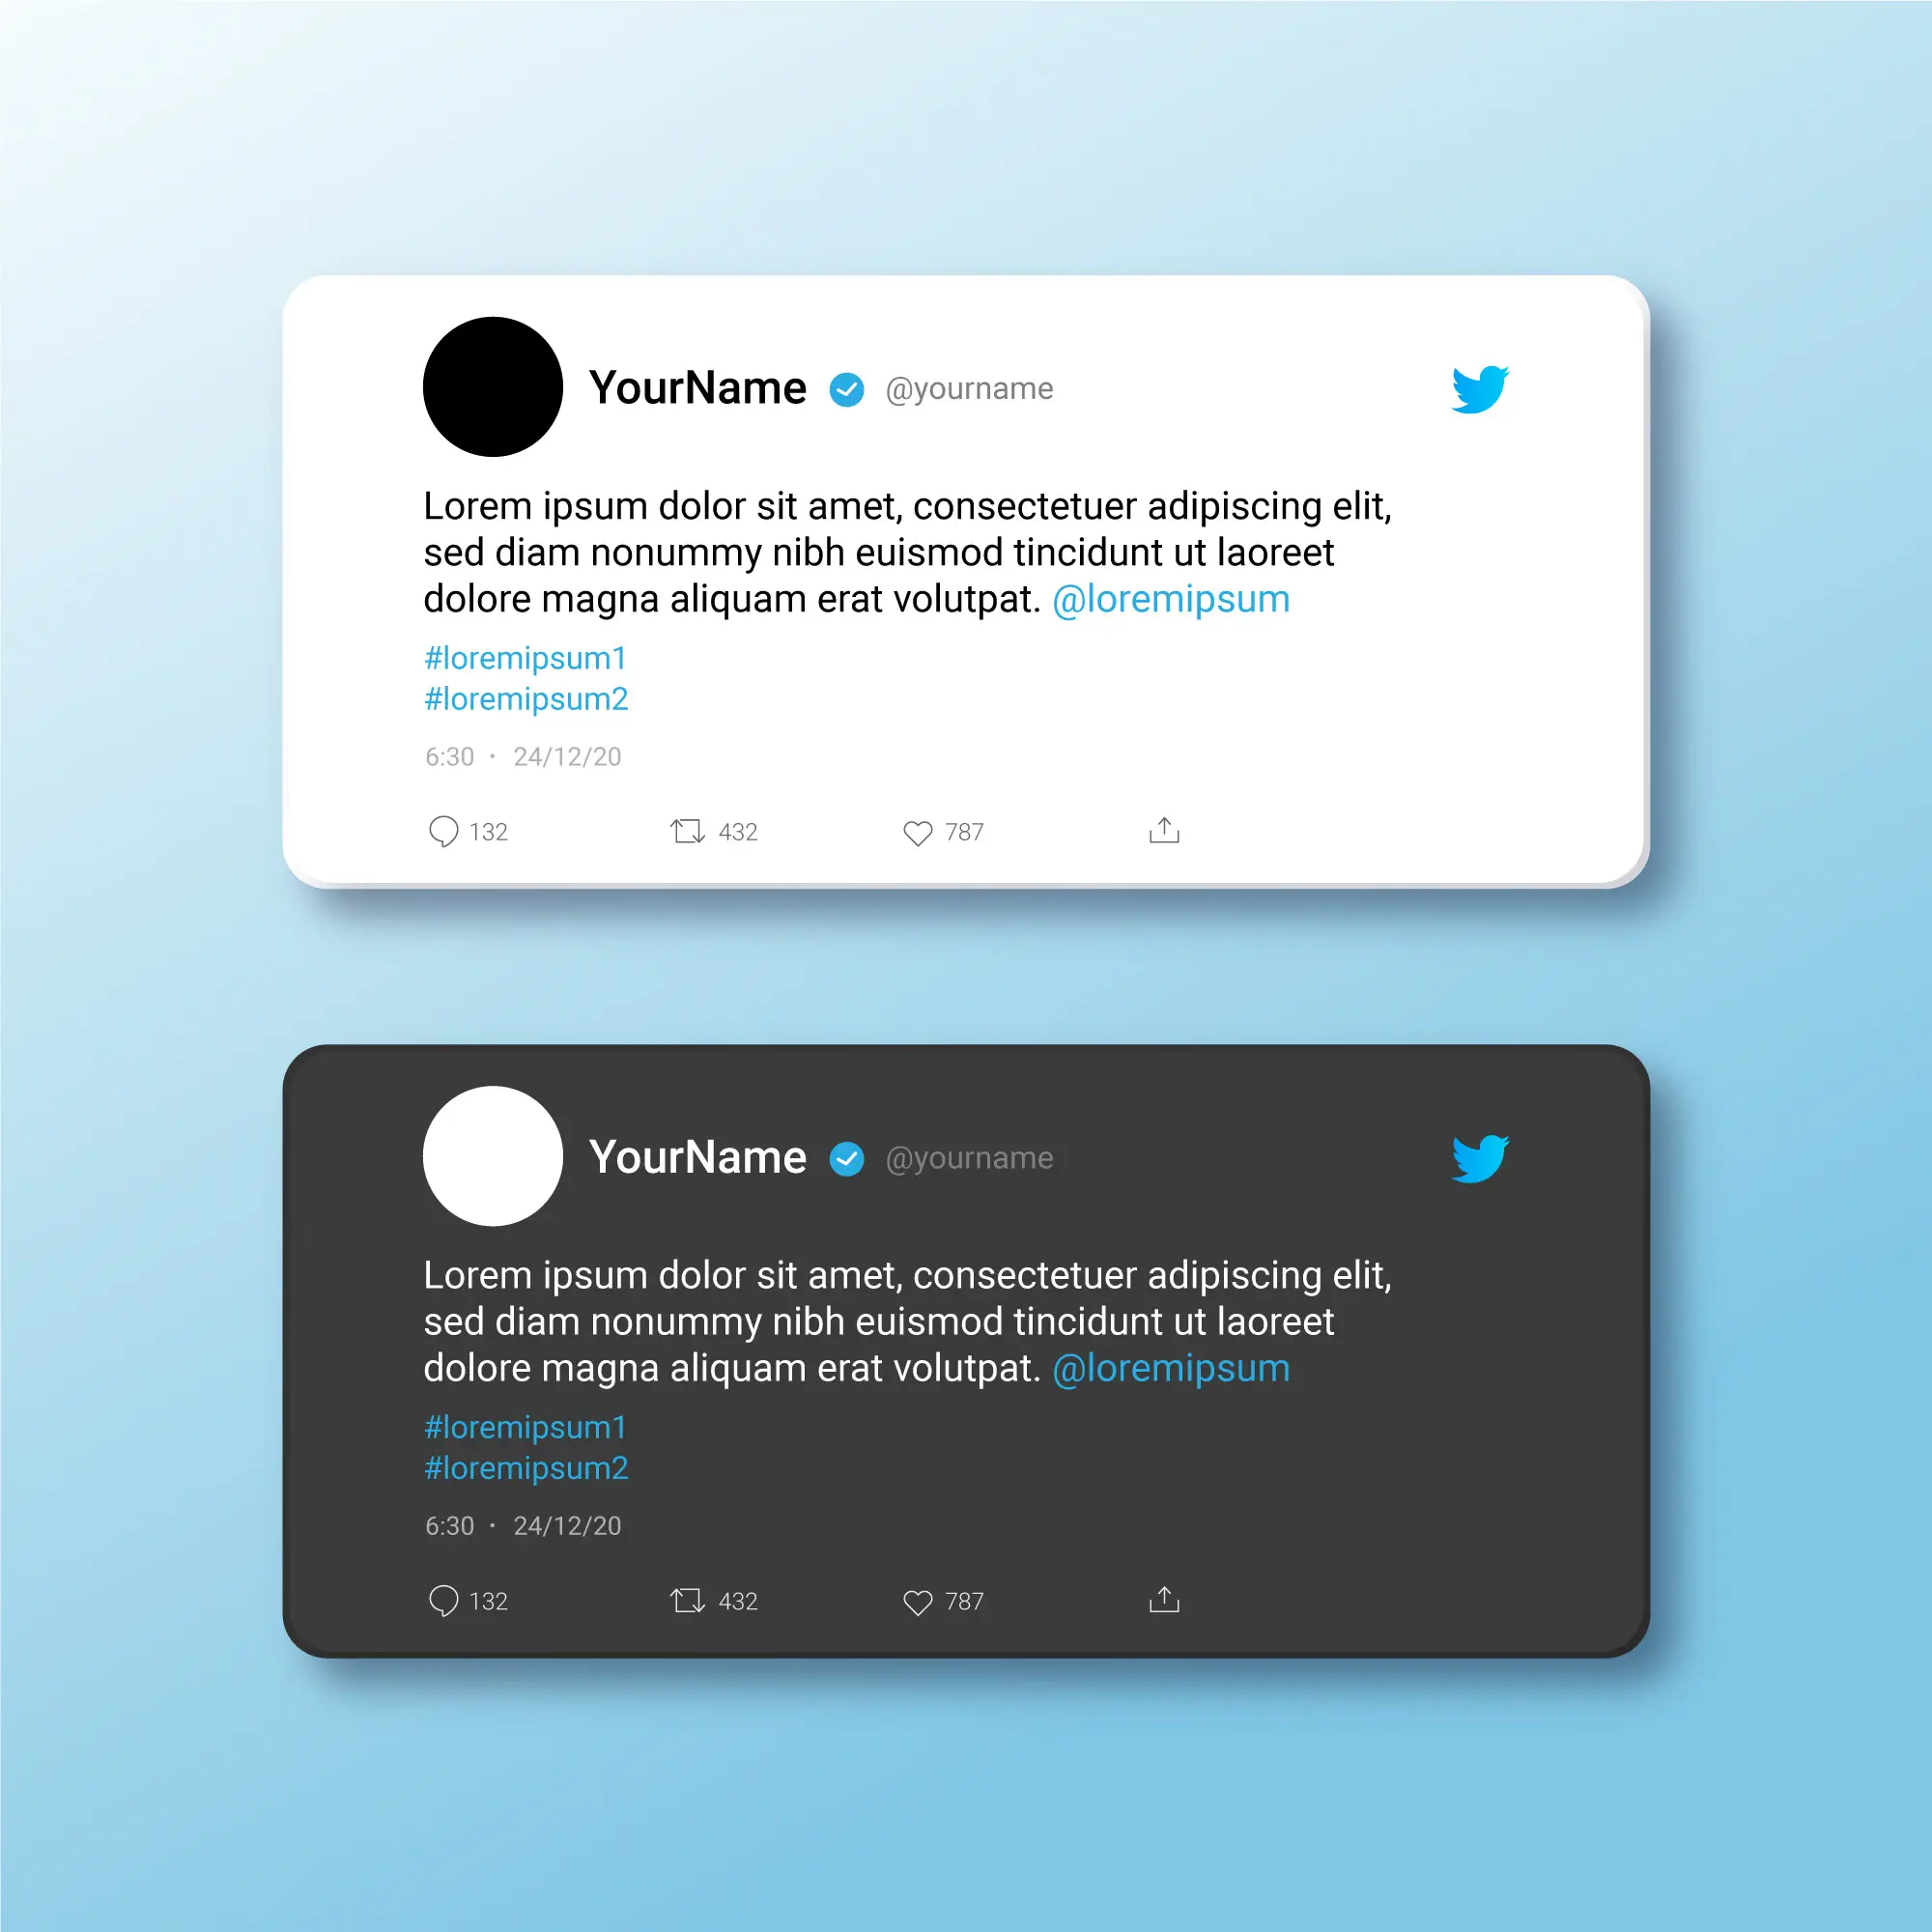 YourName @yourname
Lorem ipsum dolor sit amet, consectetuer adipiscing elit,
sed diam nonummy nibh euismod tincidunt ut laoreet
dolore magna aliquam erat volutpat. @loremipsum
#loremipsum1
#loremipsum2
6:30 · 24/12/20
132 432 787
YourName @yourname
Lorem ipsum dolor sit amet, consectetuer adipiscing elit,
sed diam nonummy nibh euismod tincidunt ut laoreet
dolore magna aliquam erat volutpat. @loremipsum
#loremipsum1
#loremipsum2
6:30 · 24/12/20
132 432 787